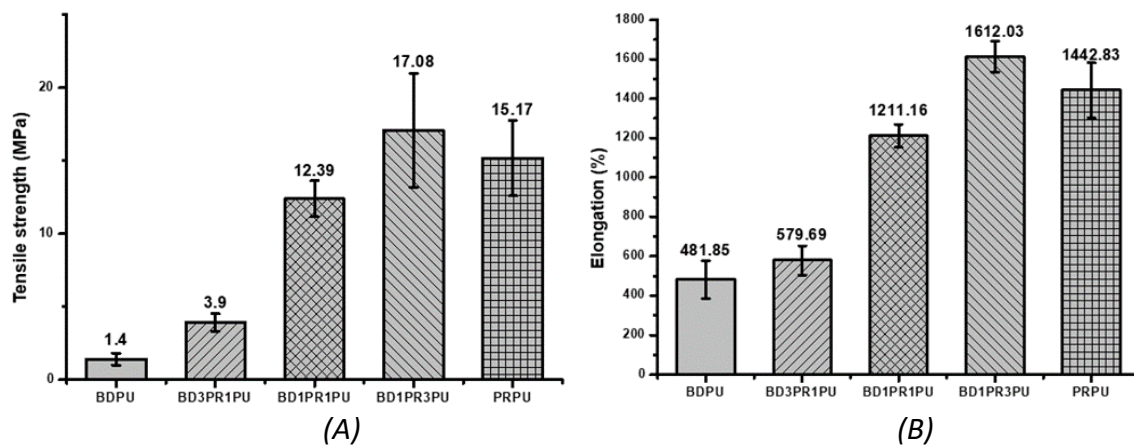 Tensile strength (MPa)
20
10
0
1.4
3.9
12.39
17.08
15.17
BDPU
BD3PR1PU
BD1PR1PU
BD1PR3PU
PRPU
(A)
Elongation (%)
1800
1600
1400
1200
1000
800
600
400
200
0
481.85
579.69
1211.16
1612.03
1442.83
BDPU
BD3PR1PU
BD1PR1PU
BD1PR3PU
PRPU
(B)